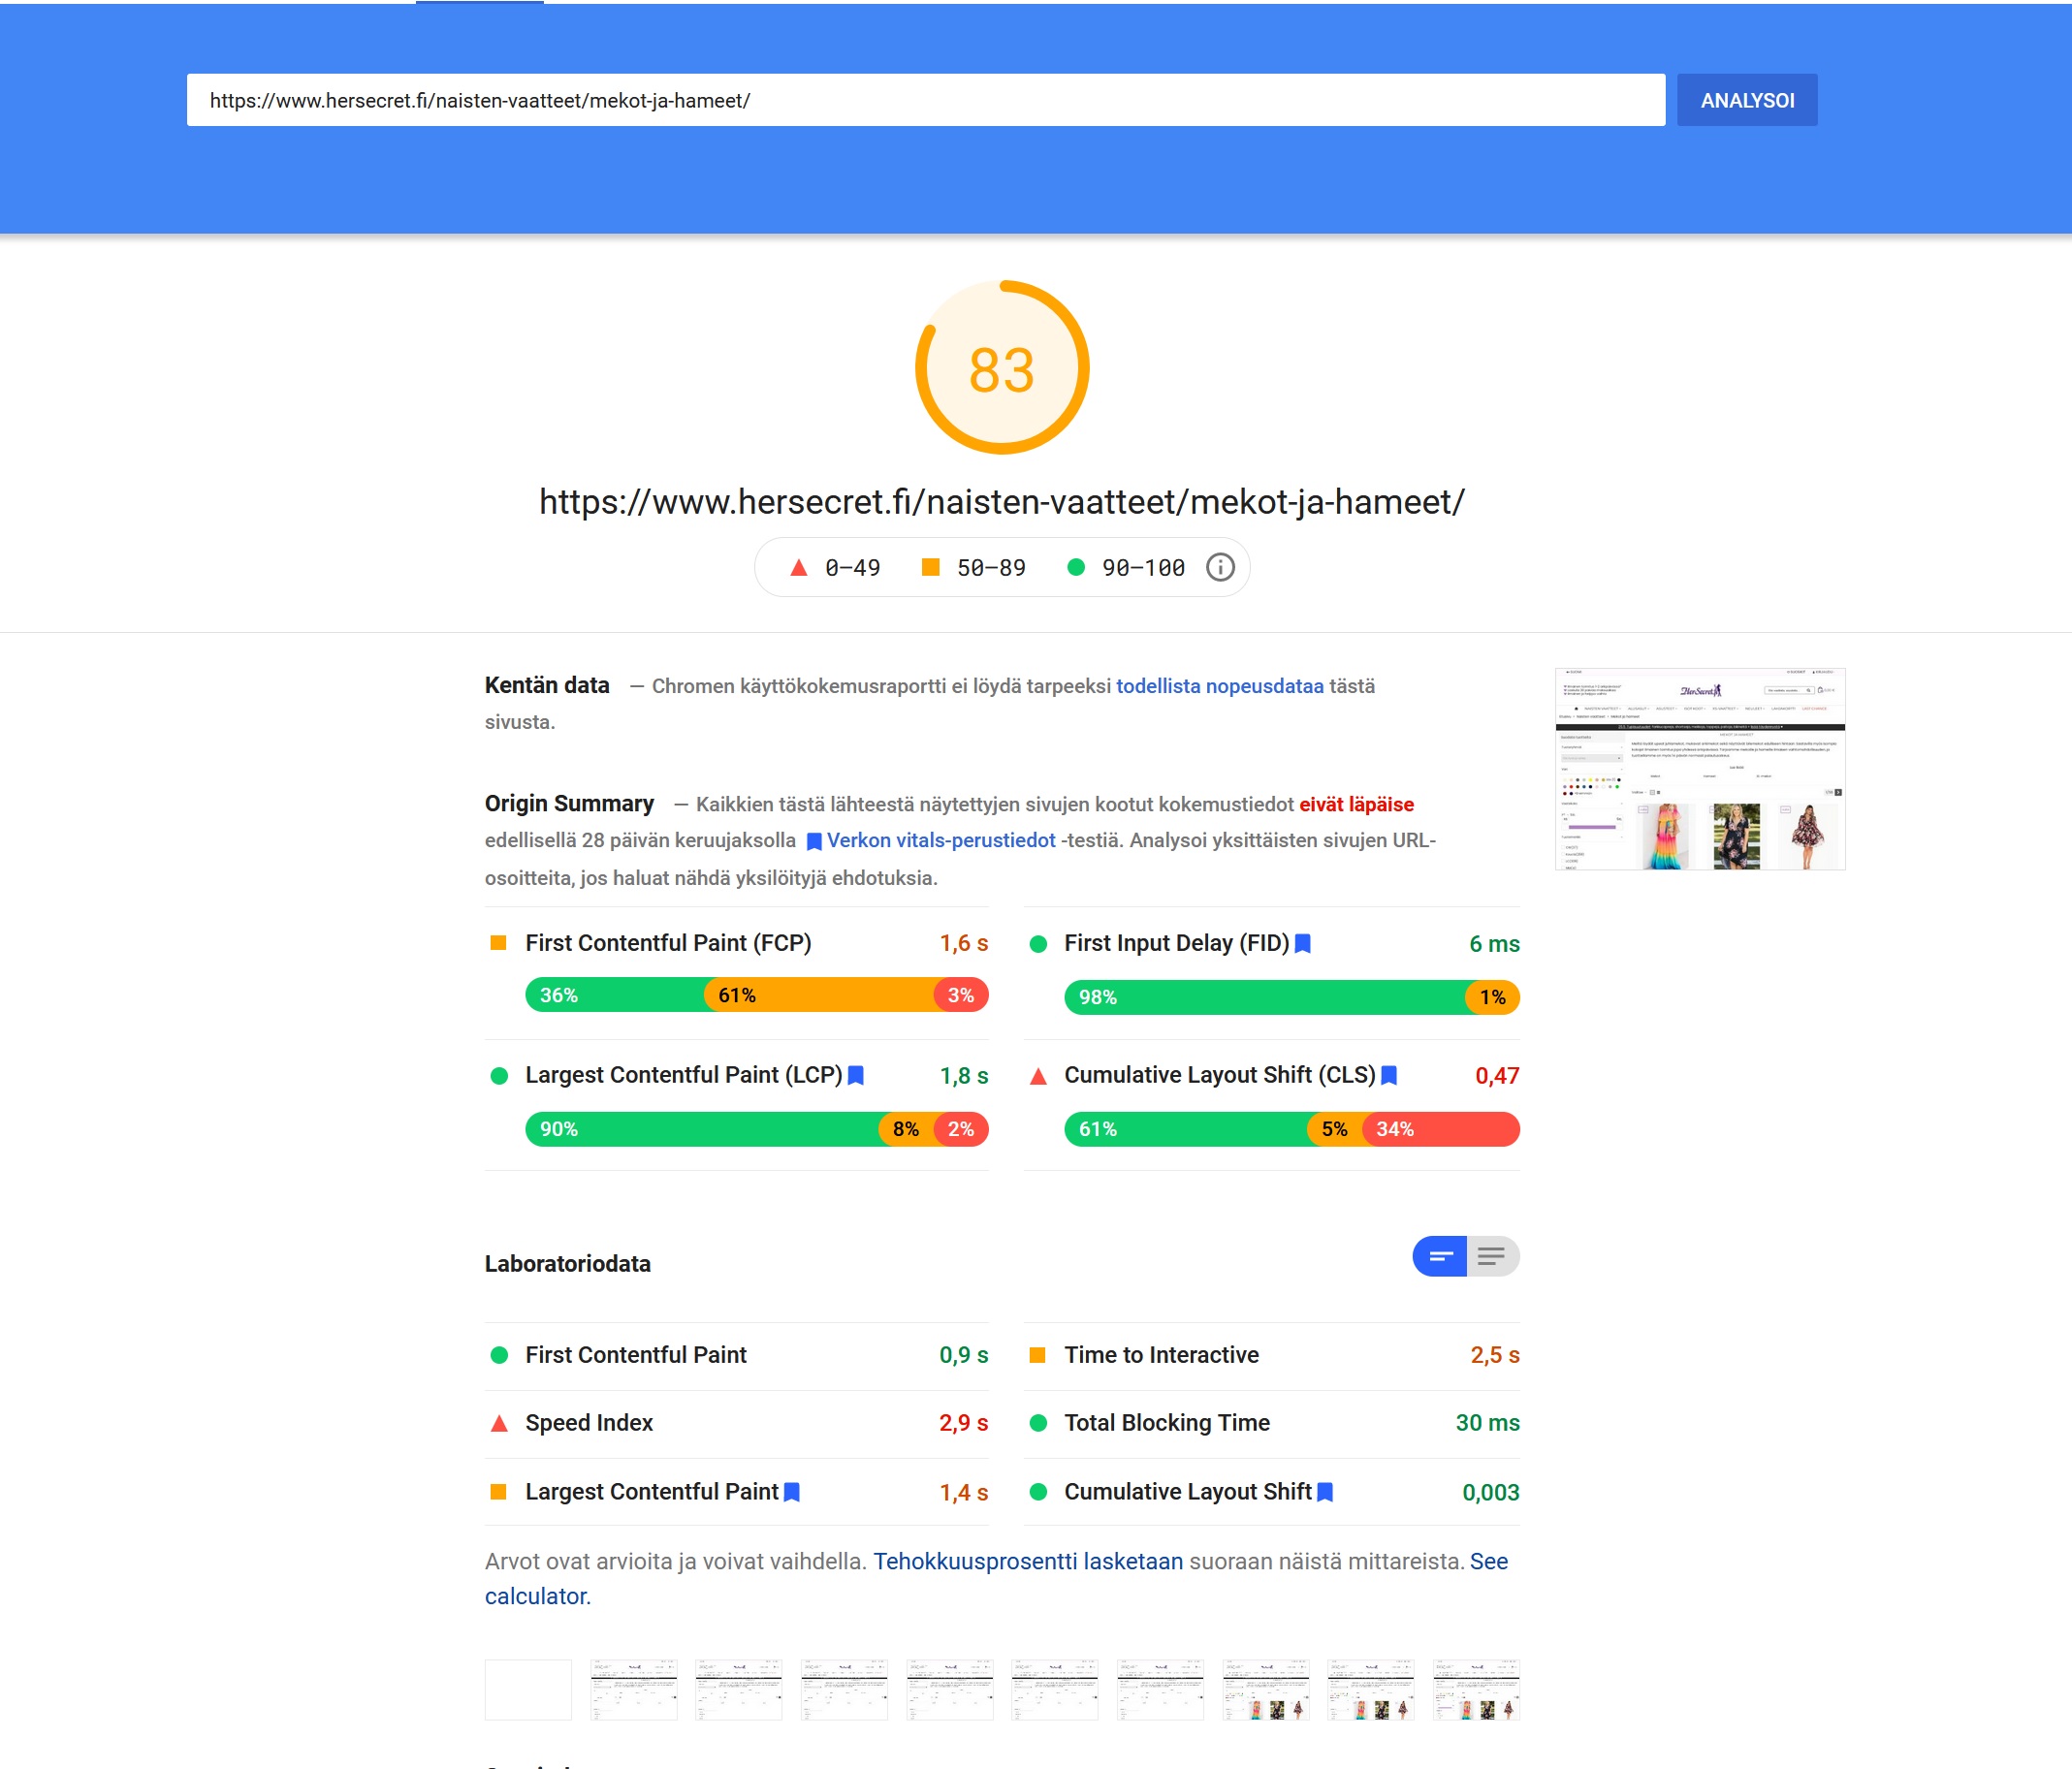 https://www.hersecret.fi/naisten-vaatteet/mekot-ja-hameet/
ANALYSOI
83
https://www.hersecret.fi/naisten-vaatteet/mekot-ja-hameet/
0–49 50–89 90–100
Kentän data — Chromen käyttökokemusraportti ei löydä tarpeeksi todellista nopeusdataa tästä
sivusta.
HerSecret
Origin Summary — Kaikkien tästä lähteestä näytettyjen sivujen kootut kokemustiedot eivät läpäise
edellisellä 28 päivän keruujaksolla Verkon vitals-perustiedot -testiä. Analysoi yksittäisten sivujen URL-
osoitteita, jos haluat nähdä yksilöityjä ehdotuksia.
First Contentful Paint (FCP) 1,6 s
36% 61% 3%
First Input Delay (FID) 6 ms
98% 1%
Largest Contentful Paint (LCP) 1,8 s
90% 8% 2%
Cumulative Layout Shift (CLS) 0,47
61% 5% 34%
Laboratoriodata
First Contentful Paint 0,9 s
Time to Interactive 2,5 s
Speed Index 2,9 s
Total Blocking Time 30 ms
Largest Contentful Paint 1,4 s
Cumulative Layout Shift 0,003
Arvot ovat arvioita ja voivat vaihdella. Tehokkuusprosentti lasketaan suoraan näistä mittareista. See
calculator.